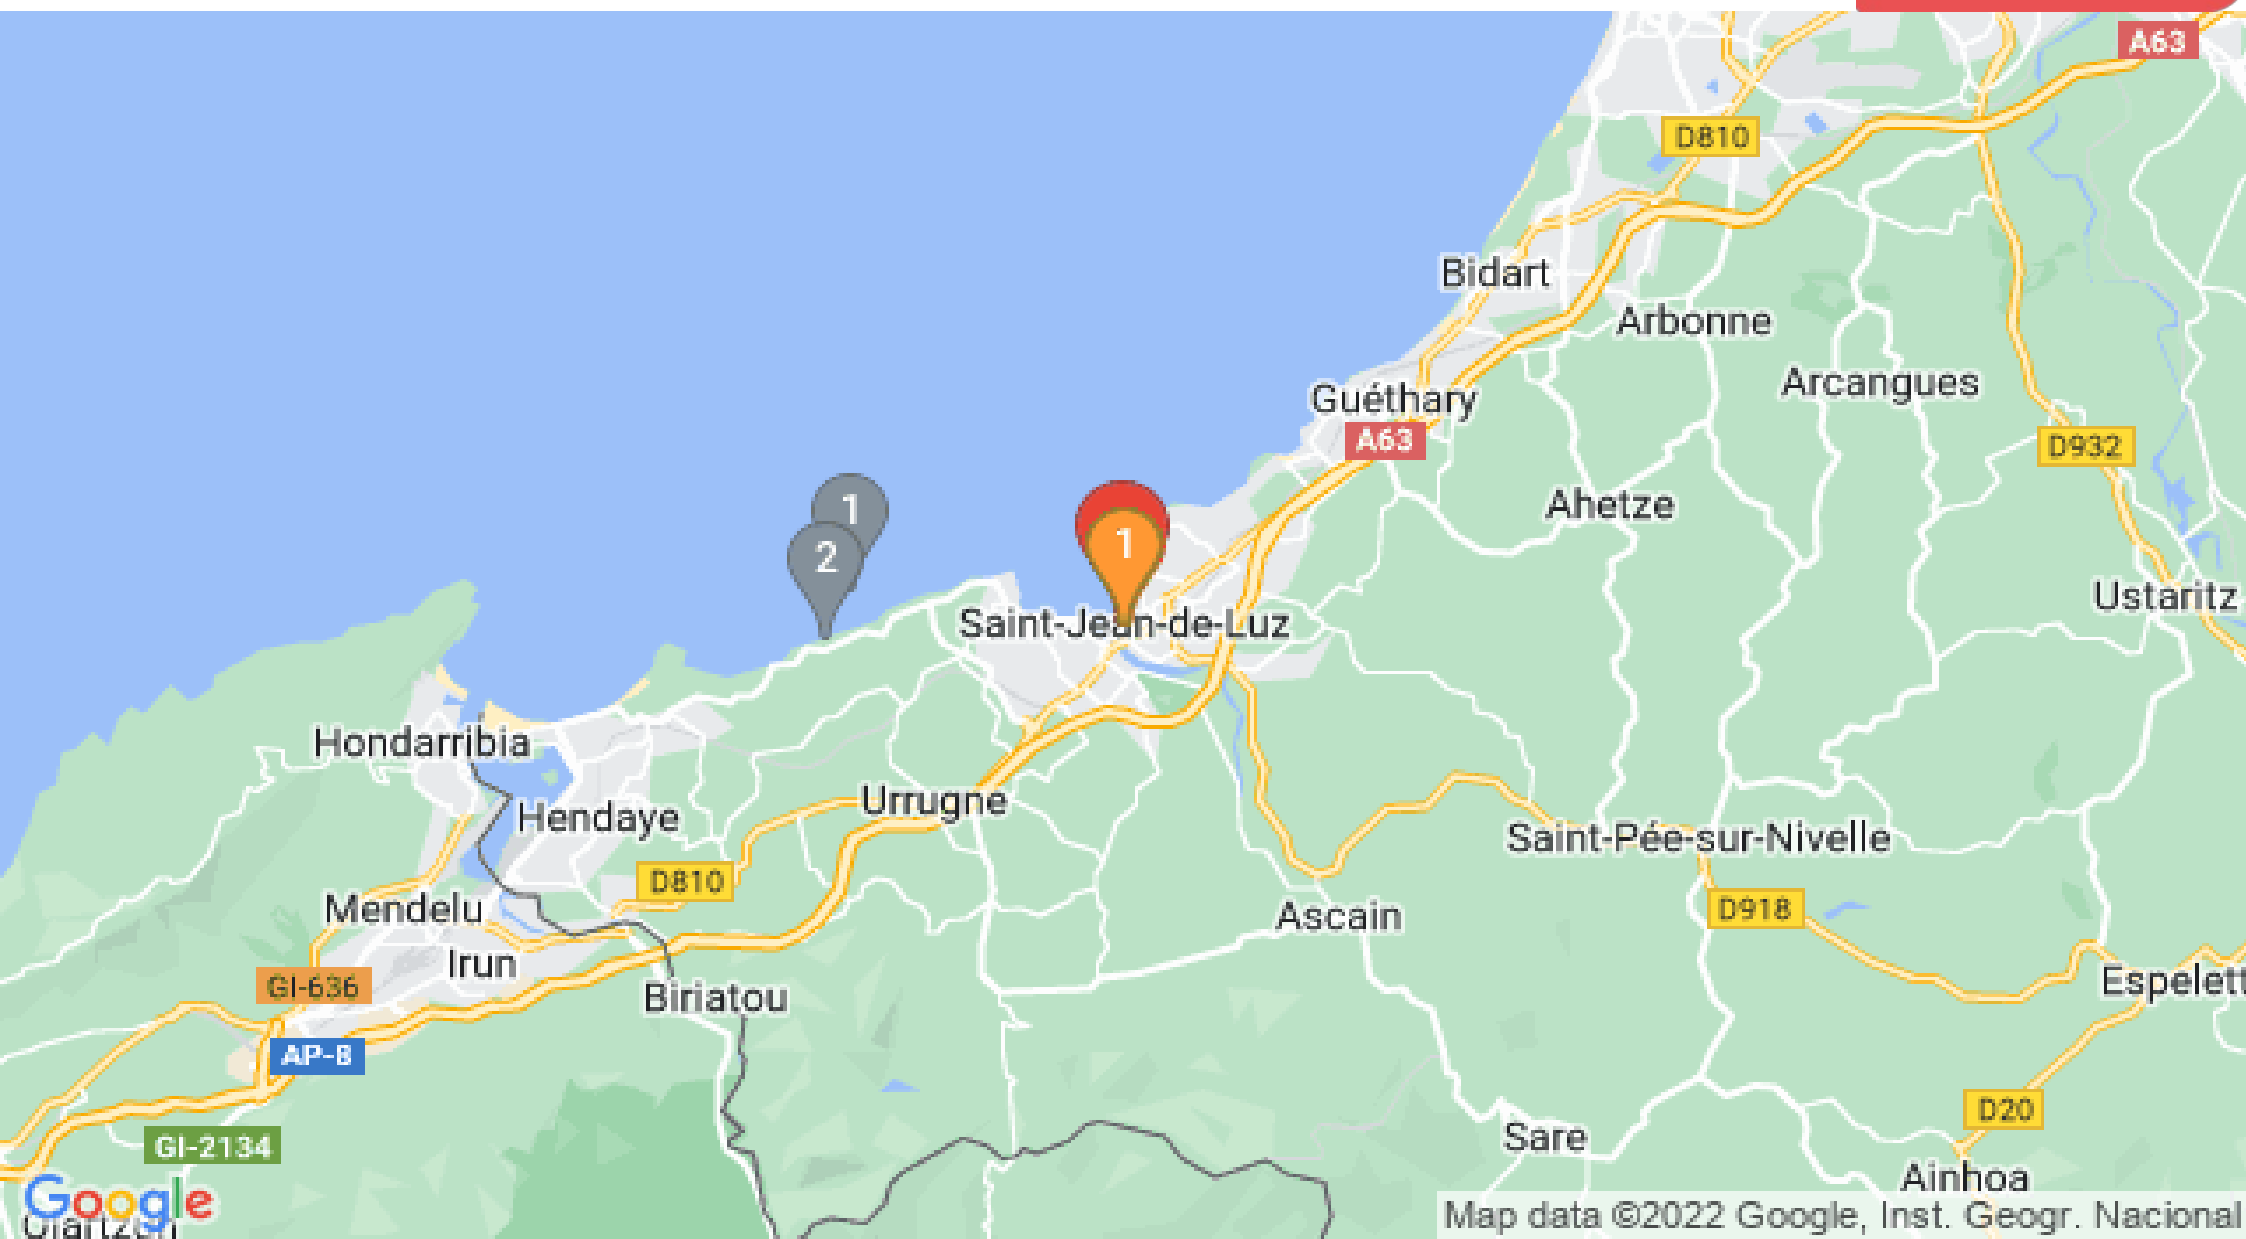 A63
D810
Bidart
Arbonne
Arcangues
Guéthary
A63
D932
Ahetze
1
2
1
Ustaritz
Saint-Jean-de-Luz
Hondarribia
Urrugne
Hendaye
Saint-Pée-sur-Nivelle
D810
Mendelu
D918
Ascain
Irun
GI-636
Biriatou
Espelett
AP-8
D20
GI-2134
Sare
Ainhoa
Google
Map data ©2022 Google, Inst. Geogr. Nacional